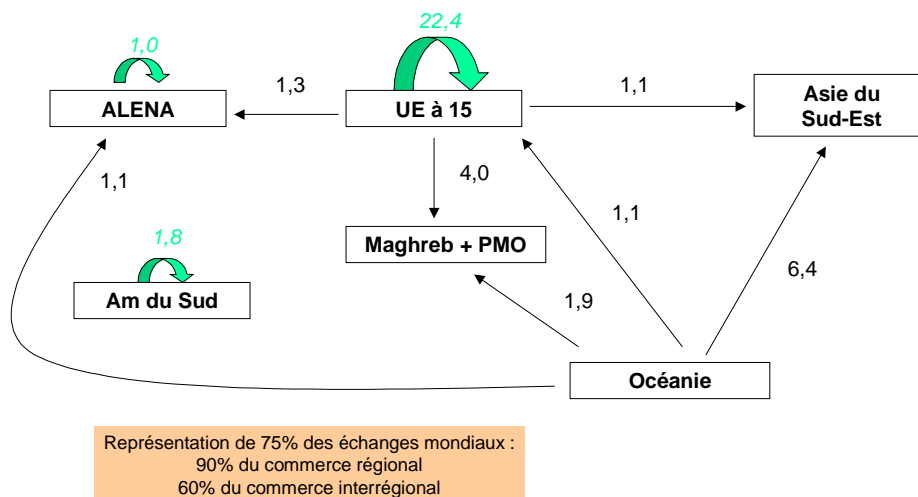 22,4
1,0
1,3
1,1
ALENA
UE à 15
Asie du
Sud-Est
1,1
4,0
1,1
1,8
Maghreb + PMO
6,4
Am du Sud
1,9
Océanie
Représentation de 75% des échanges mondiaux :
90% du commerce régional
60% du commerce interrégional